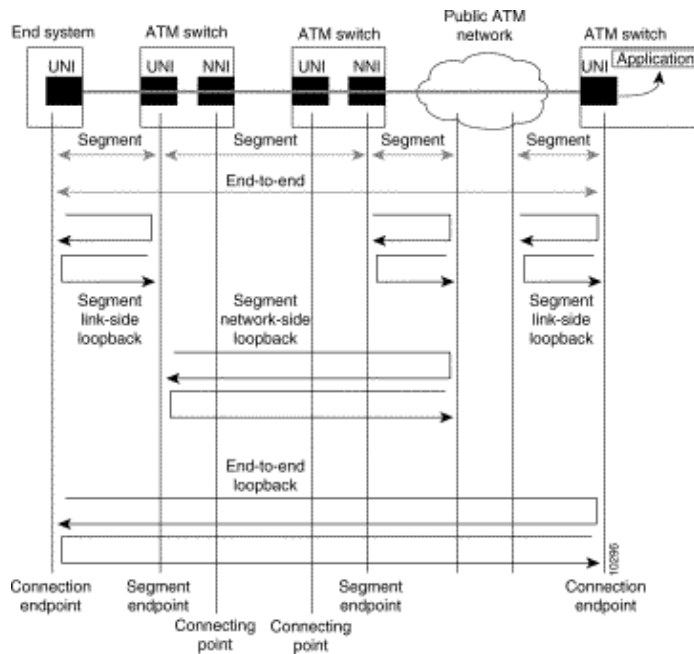 End system
ATM switch
ATM switch
Public ATM
network
ATM switch
UNI
UNI
NNI
UNI
NNI
UNI
Application
Segment
Segment
Segment
Segment
End-to-end
Segment
link-side
loopback
Segment
network-side
loopback
Segment
link-side
loopback
End-to-end
loopback
10296
Connection
endpoint
Segment
endpoint
Connecting
point
Connecting
point
Segment
endpoint
Connection
endpoint